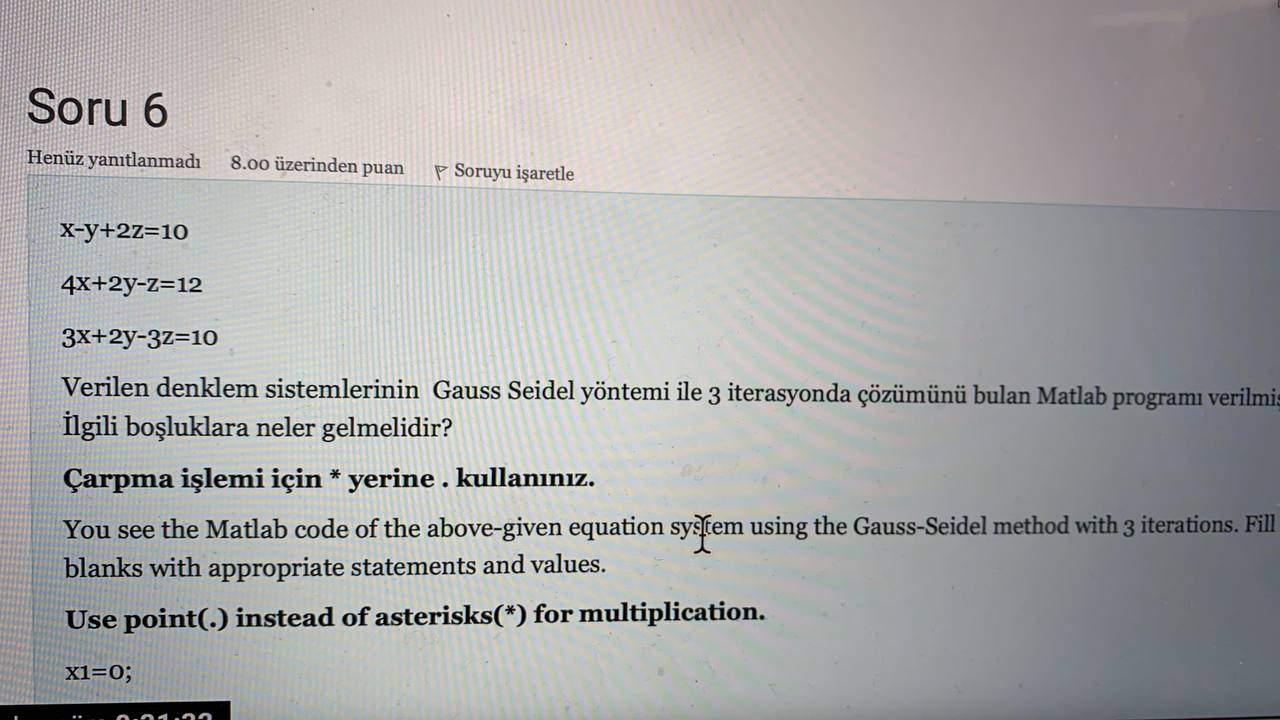 Soru 6
Henüz yanıtlanmadı 8.00 üzerinden puan Soruyu işaretle
x-y+2z=10
4x+2y-z=12
3x+2y-3z=10
Verilen denklem sistemlerinin Gauss Seidel yöntemi ile 3 iterasyonda çözümünü bulan Matlab programı
İlgili boşluklara neler gelmelidir?
Çarpma işlemi için * yerine . kullanınız.
You see the Matlab code of the above-given equation system using the Gauss-Seidel method with 3 iterations. Fill
blanks with appropriate statements and values.
Use point(.) instead of asterisks(*) for multiplication.
x1=0;